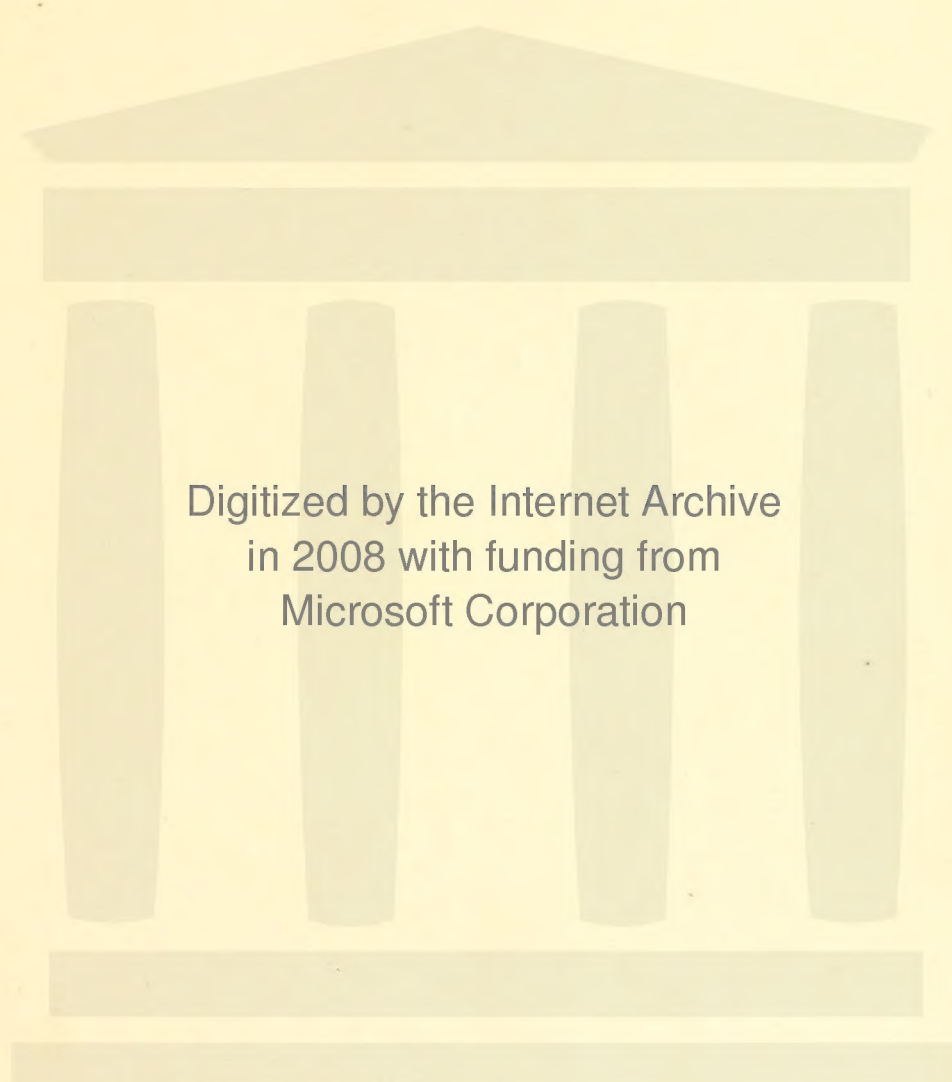 Digitized by the Internet Archive
in 2008 with funding from
Microsoft Corporation